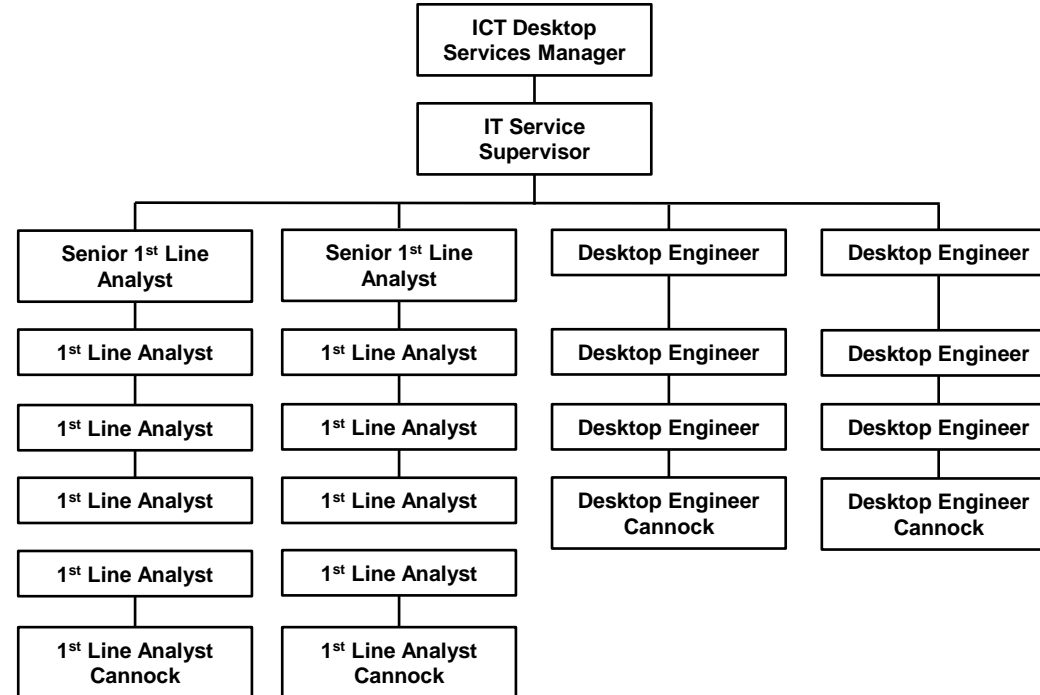 ICT Desktop
Services Manager
IT Service
Supervisor
Senior 1st Line
Analyst
Senior 1st Line
Analyst
Desktop Engineer
Desktop Engineer
1st Line Analyst
1st Line Analyst
Desktop Engineer
Desktop Engineer
1st Line Analyst
1st Line Analyst
Desktop Engineer
Desktop Engineer
1st Line Analyst
1st Line Analyst
Desktop Engineer
Cannock
Desktop Engineer
Cannock
1st Line Analyst
1st Line Analyst
1st Line Analyst
Cannock
1st Line Analyst
Cannock